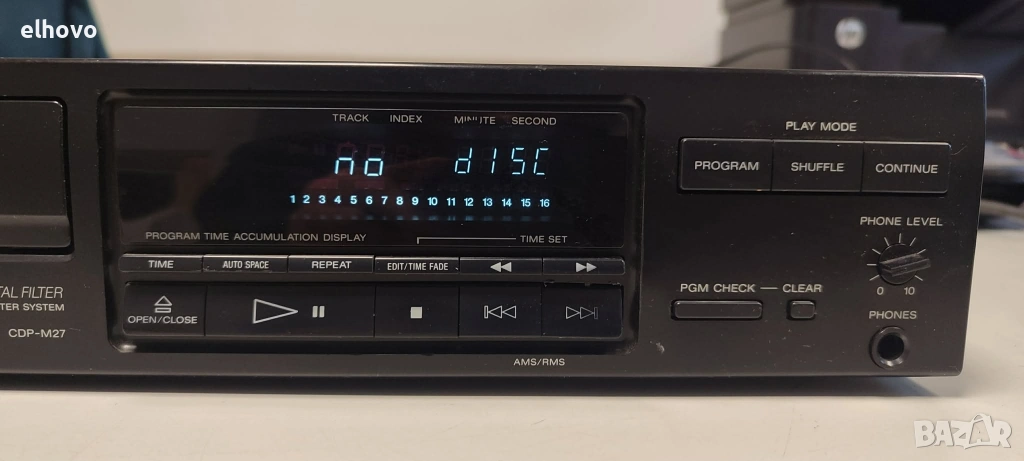 elhovo
TRACK INDEX MINUTE SECOND
no dISC
1 2 3 4 5 6 7 8 9 10 11 12 13 14 15 16
PROGRAM TIME ACCUMULATION DISPLAY TIME SET
TIME AUTO SPACE REPEAT EDIT/TIME FADE
OPEN/CLOSE
AMS/RMS
TAL FILTER
TER SYSTEM
CDP-M27
PLAY MODE
PROGRAM SHUFFLE CONTINUE
PHONE LEVEL
0 10
PGM CHECK — CLEAR
PHONES
BAZAR